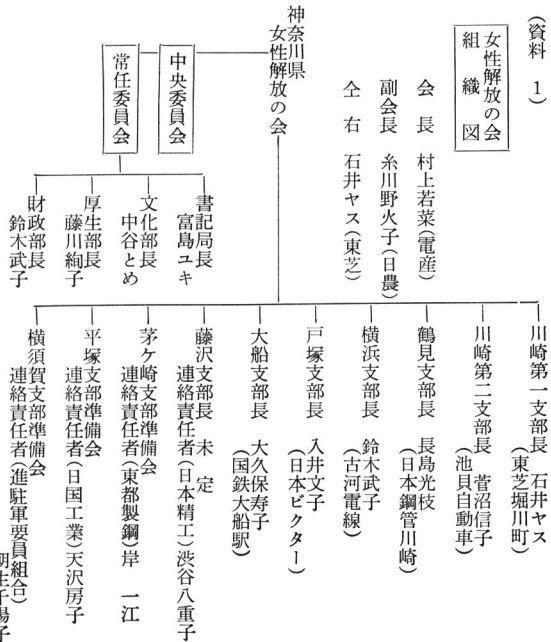 (資料 1)
女性解放の会
組織図
会長 村上若菜(電産)
副会長 糸川野火子(日農)
仝右 石井ヤス(東芝)
神奈川県
女性解放の会
中央委員会
常任委員会
書記局長
富島ユキ
文化部長
中谷とめ
厚生部長
藤川絢子
財政部長
鈴木武子
川崎第一支部長 石井ヤス
(東芝堀川町)
川崎第二支部長 菅沼信子
(池貝自動車)
鶴見支部長 長島光枝
(日本鋼管川崎)
横浜支部長 鈴木武子
(古河電線)
戸塚支部長 入井文子
(日本ビクター)
大船支部長 大久保寿子
(国鉄大船駅)
藤沢支部長 未定
連絡責任者(日本精工)渋谷八重子
茅ケ崎支部準備会
連絡責任者(東都製鋼)岸 一江
平塚支部準備会
連絡責任者(日国工業)天沢房子
横須賀支部準備会
連絡責任者(進駐軍要員組合)